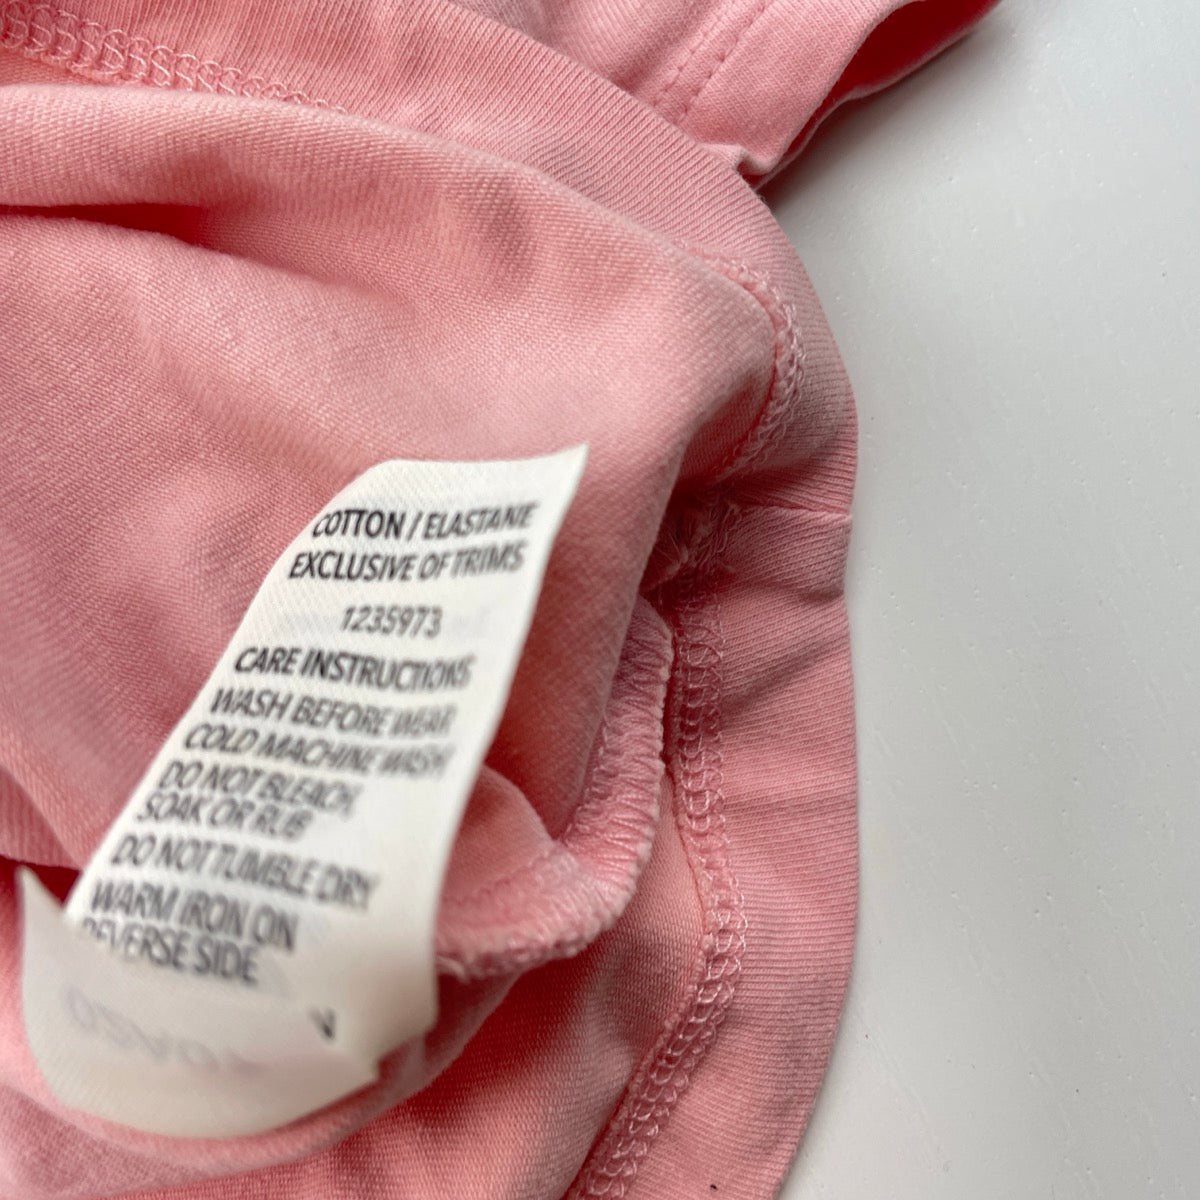 COTTON / ELASTANE
EXCLUSIVE OF TRIMS
1235973
CARE INSTRUCTIONS
WASH BEFORE WEAR
COLD MACHINE WASH
DO NOT BLEACH,
SOAK OR RUB
DO NOT TUMBLE DRY
WARM IRON ON
REVERSE SIDE